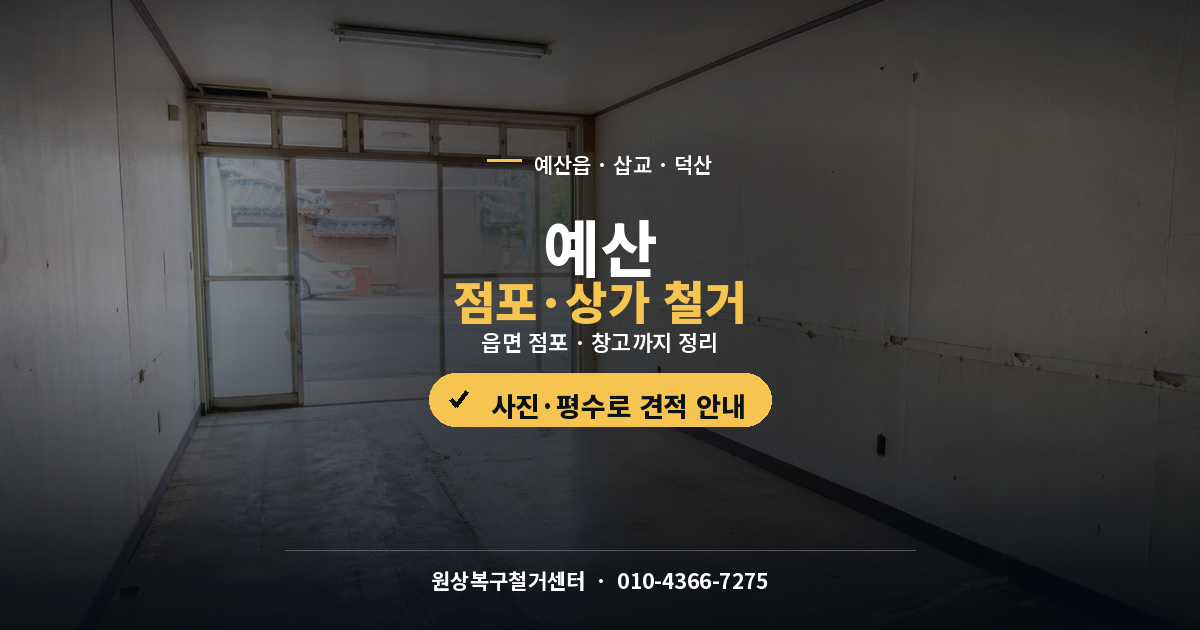 예산읍 · 삽교 · 덕산
예산
점포·상가 철거
읍면 점포 · 창고까지 정리
사진·평수로 견적 안내
원상복구철거센터 · 010-4366-7275